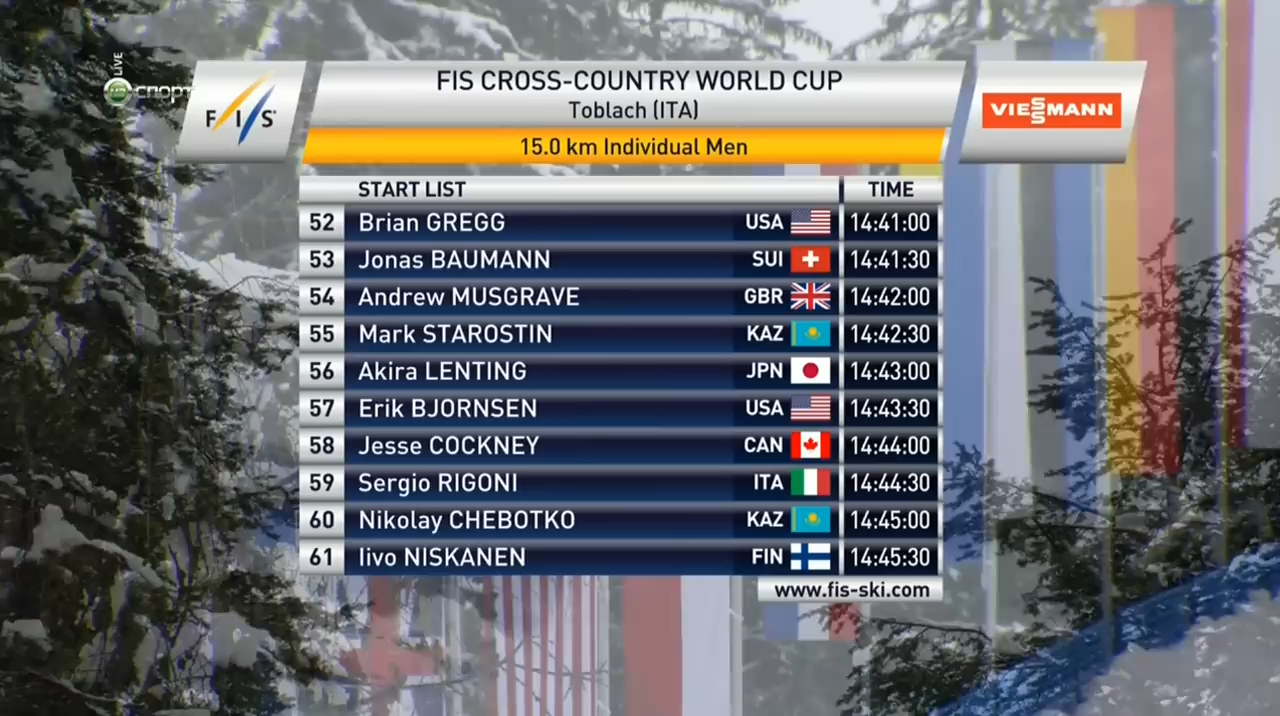 LIVE
спорт
FIS
FIS CROSS-COUNTRY WORLD CUP
Toblach (ITA)
15.0 km Individual Men
VIESSMANN
START LIST TIME
52 Brian GREGG USA 14:41:00
53 Jonas BAUMANN SUI 14:41:30
54 Andrew MUSGRAVE GBR 14:42:00
55 Mark STAROSTIN KAZ 14:42:30
56 Akira LENTING JPN 14:43:00
57 Erik BJORNSEN USA 14:43:30
58 Jesse COCKNEY CAN 14:44:00
59 Sergio RIGONI ITA 14:44:30
60 Nikolay CHEBOTKO KAZ 14:45:00
61 Iivo NISKANEN FIN 14:45:30
www.fis-ski.com